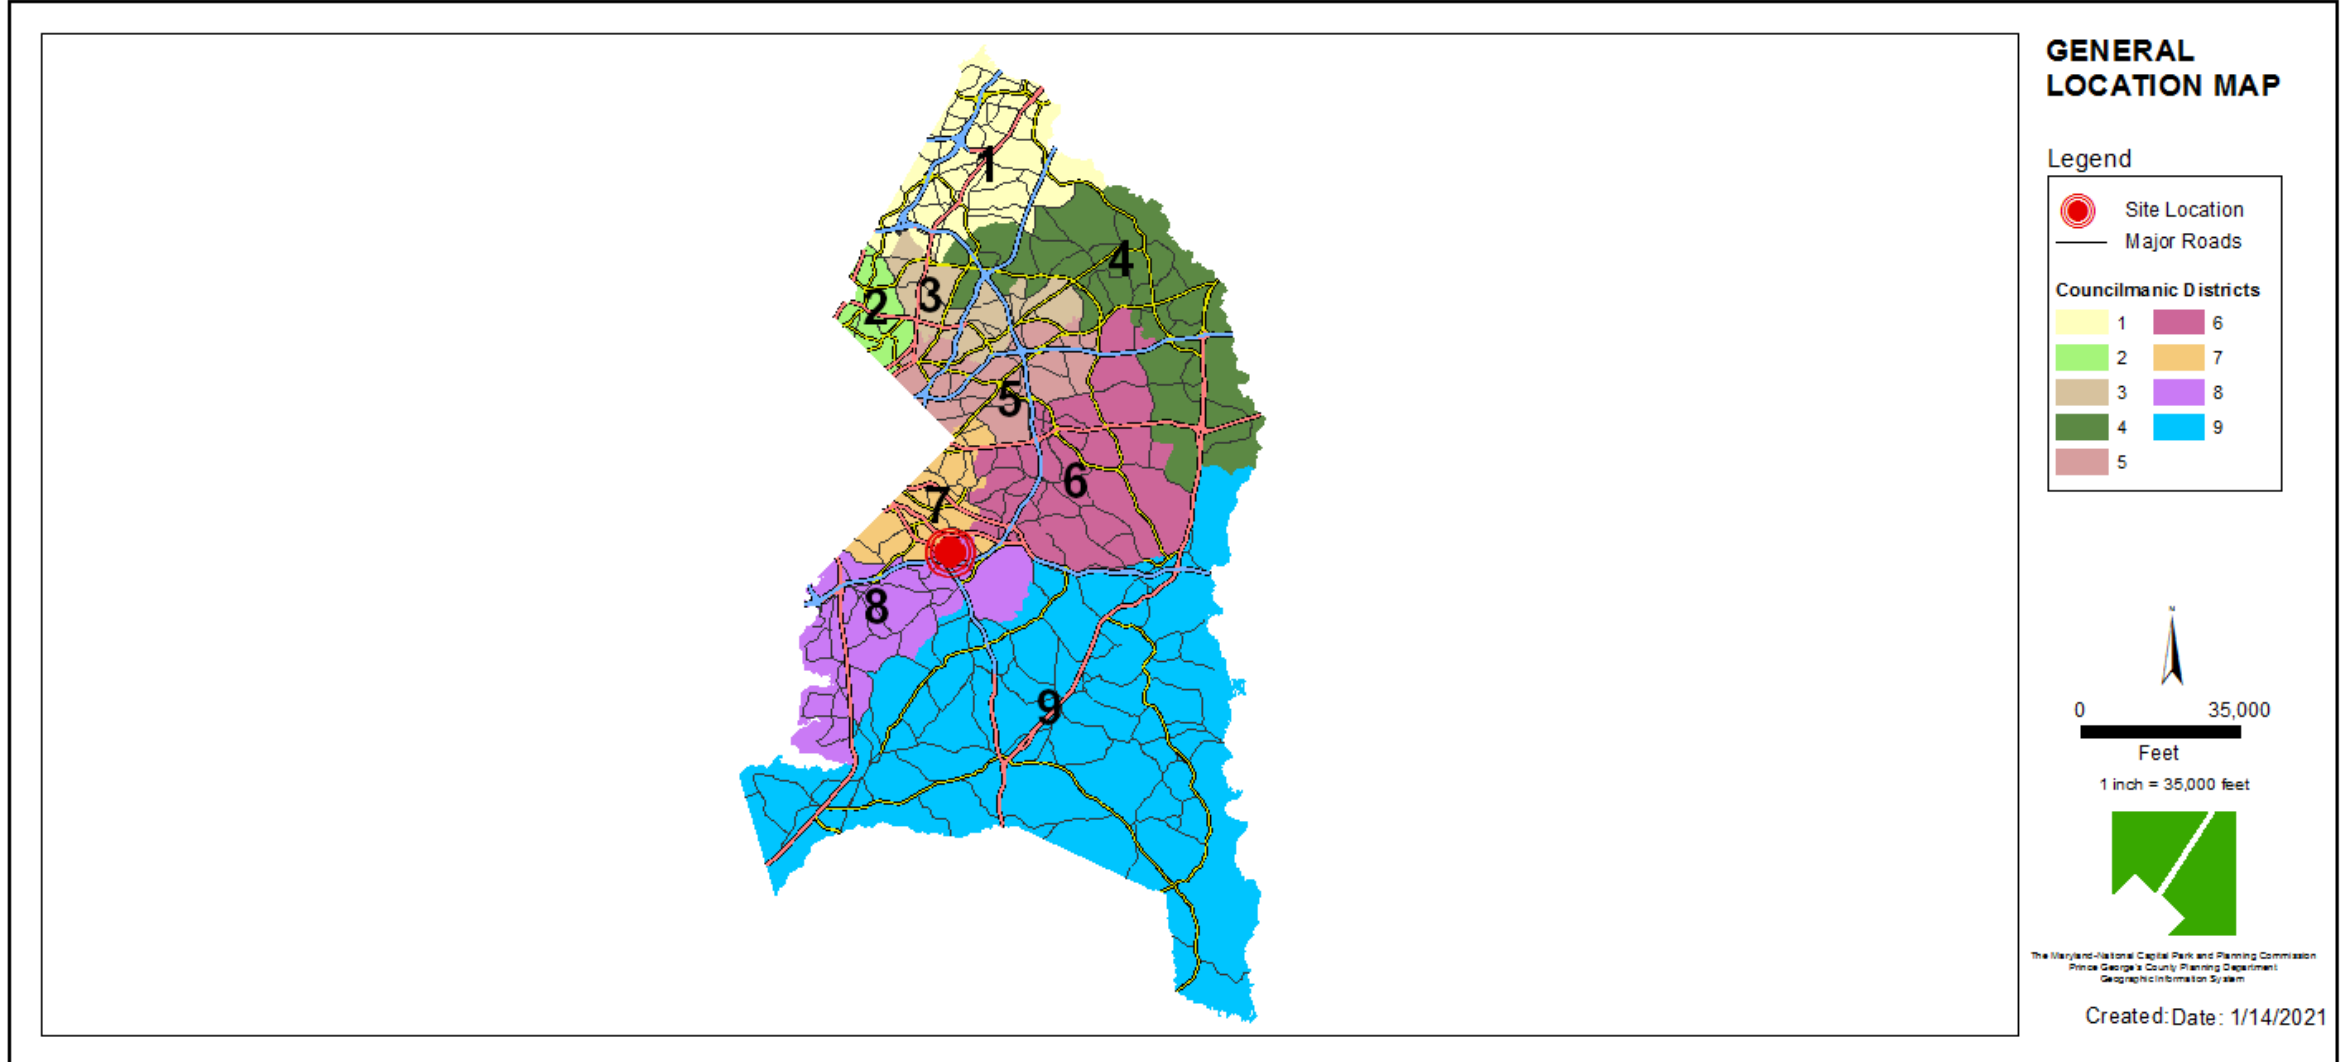 GENERAL
LOCATION MAP
Legend
Site Location
Major Roads
Councilmanic Districts
1 6
2 7
3 8
4 9
5
1
2
3
4
5
6
7
8
9
N
0 35,000
Feet
1 inch = 35,000 feet
The Maryland-National Capital Park and Planning Commission
Prince George's County Planning Department
Geographic Information System
Created: Date: 1/14/2021